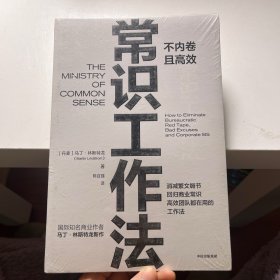 不内卷
且高效
常识工作法
THE
MINISTRY OF
COMMON
SENSE
How to Eliminate
Bureaucratic
Red Tape,
Bad Excuses
and Corporate BS
[丹麦] 马丁·林斯特龙
(Martin Lindstrom)
著
消减繁文缛节
回归商业常识
高效团队都在用的
工作法
国际知名商业作者
马丁·林斯特龙新作
中信出版集团